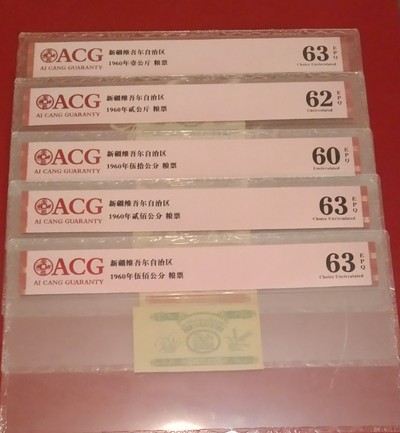 ACG
AI CANG GUARANTY
新疆维吾尔自治区
1960年壹公斤 粮票
63
EPQ
Choice Uncirculated
ACG
AI CANG GUARANTY
新疆维吾尔自治区
1960年贰公斤 粮票
62
EPQ
Uncirculated
ACG
AI CANG GUARANTY
新疆维吾尔自治区
1960年伍拾公分 粮票
60
EPQ
Uncirculated
ACG
AI CANG GUARANTY
新疆维吾尔自治区
1960年贰佰公分 粮票
63
EPQ
Choice Uncirculated
ACG
AI CANG GUARANTY
新疆维吾尔自治区
1960年伍佰公分 粮票
63
EPQ
Choice Uncirculated